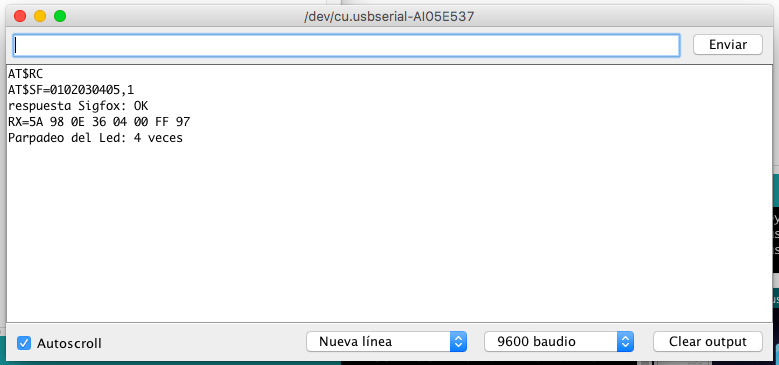 /dev/cu.usbserial-AI05E537
Enviar
AT$RC
AT$SF=0102030405,1
respuesta Sigfox: OK
RX=5A 98 0E 36 04 00 FF 97
Parpadeo del Led: 4 veces
Autoscroll
Nueva línea
9600 baudio
Clear output